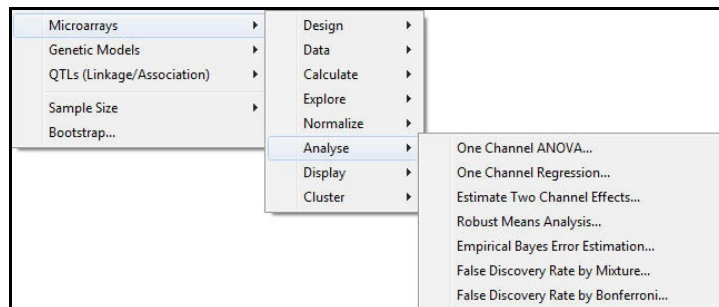 Microarrays
Genetic Models
QTLs (Linkage/Association)
Sample Size
Bootstrap...
Design
Data
Calculate
Explore
Normalize
Analyse
Display
Cluster
One Channel ANOVA...
One Channel Regression...
Estimate Two Channel Effects...
Robust Means Analysis...
Empirical Bayes Error Estimation...
False Discovery Rate by Mixture...
False Discovery Rate by Bonferroni...